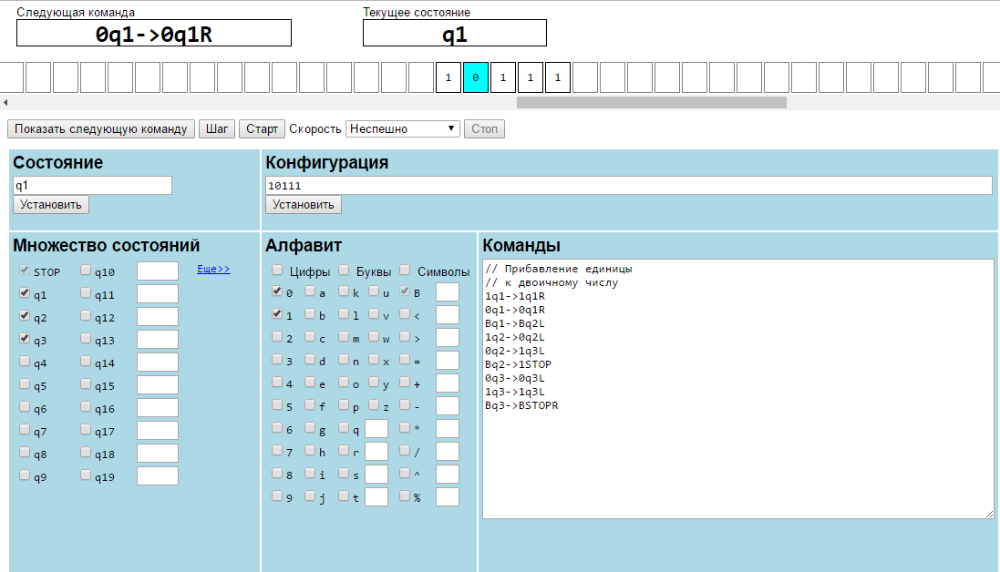 Следующая команда Текущее состояние
0q1->0q1R q1
1 0 1 1 1
Показать следующую команду Шаг Старт Скорость Неспешно Стоп
Состояние
q1
Установить
Конфигурация
10111
Установить
Множество состояний
STOP q10 Еще>>
q1 q11
q2 q12
q3 q13
q4 q14
q5 q15
q6 q16
q7 q17
q8 q18
q9 q19
Алфавит
Цифры Буквы Символы
0 a k u B
1 b l v <
2 c m w >
3 d n x =
4 e o y +
5 f p z -
6 g q *
7 h r /
8 i s ^
9 j t %
Команды
// Прибавление единицы
// к двоичному числу
1q1->1q1R
0q1->0q1R
Bq1->Bq2L
1q2->0q2L
0q2->1q3L
Bq2->1STOP
0q3->0q3L
1q3->1q3L
Bq3->BSTOPR